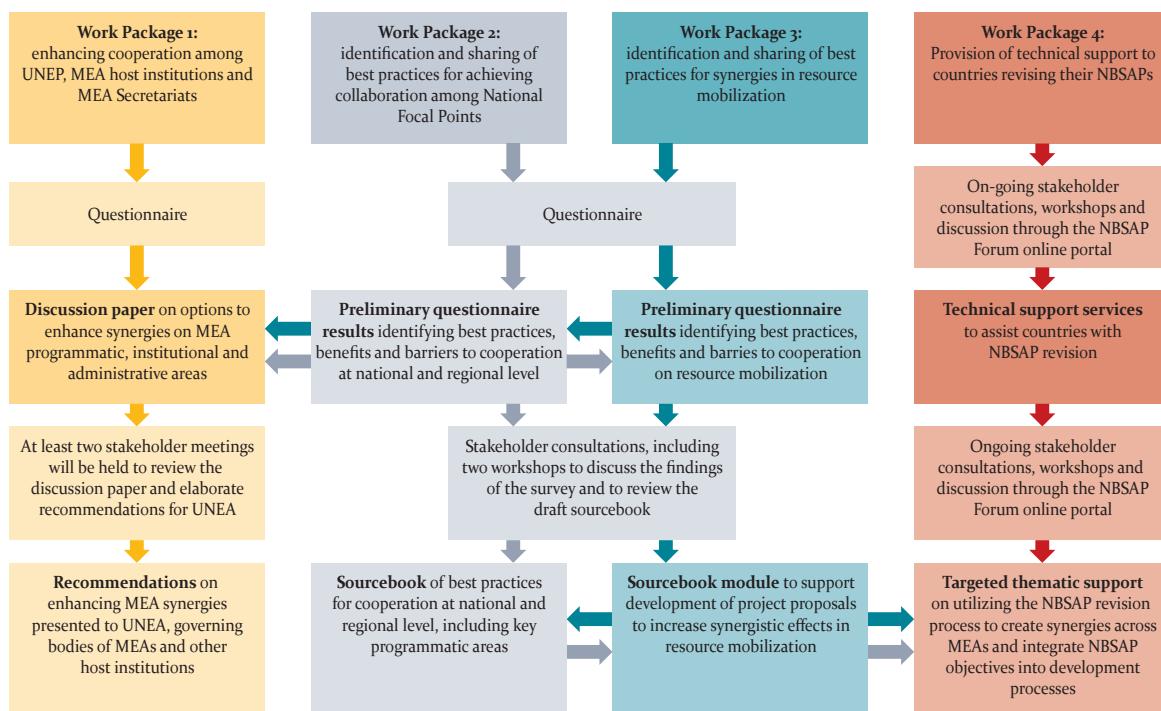 Work Package 1:
enhancing cooperation among
UNEP, MEA host institutions and
MEA Secretariats
Work Package 2:
identification and sharing of
best practices for achieving
collaboration among National
Focal Points
Work Package 3:
identification and sharing of best
practices for synergies in resource
mobilization
Work Package 4:
Provision of technical support to
countries revising their NBSAPs
Questionnaire
Questionnaire
On-going stakeholder
consultations, workshops and
discussion through the NBSAP
Forum online portal
Discussion paper on options to
enhance synergies on MEA
programmatic, institutional and
administrative areas
Preliminary questionnaire
results identifying best practices,
benefits and barriers to cooperation
at national and regional level
Preliminary questionnaire
results identifying best practices,
benefits and barries to cooperation
on resource mobilization
Technical support services
to assist countries with
NBSAP revision
At least two stakeholder meetings
will be held to review the
discussion paper and elaborate
recommendations for UNEA
Stakeholder consultations, including
two workshops to discuss the findings
of the survey and to review the
draft sourcebook
Ongoing stakeholder
consultations, workshops and
discussion through the NBSAP
Forum online portal
Recommendations on
enhancing MEA synergies
presented to UNEA, governing
bodies of MEAs and other
host institutions
Sourcebook of best practices
for cooperation at national and
regional level, including key
programmatic areas
Sourcebook module to support
development of project proposals
to increase synergistic effects in
resource mobilization
Targeted thematic support
on utilizing the NBSAP revision
process to create synergies across
MEAs and integrate NBSAP
objectives into development
processes